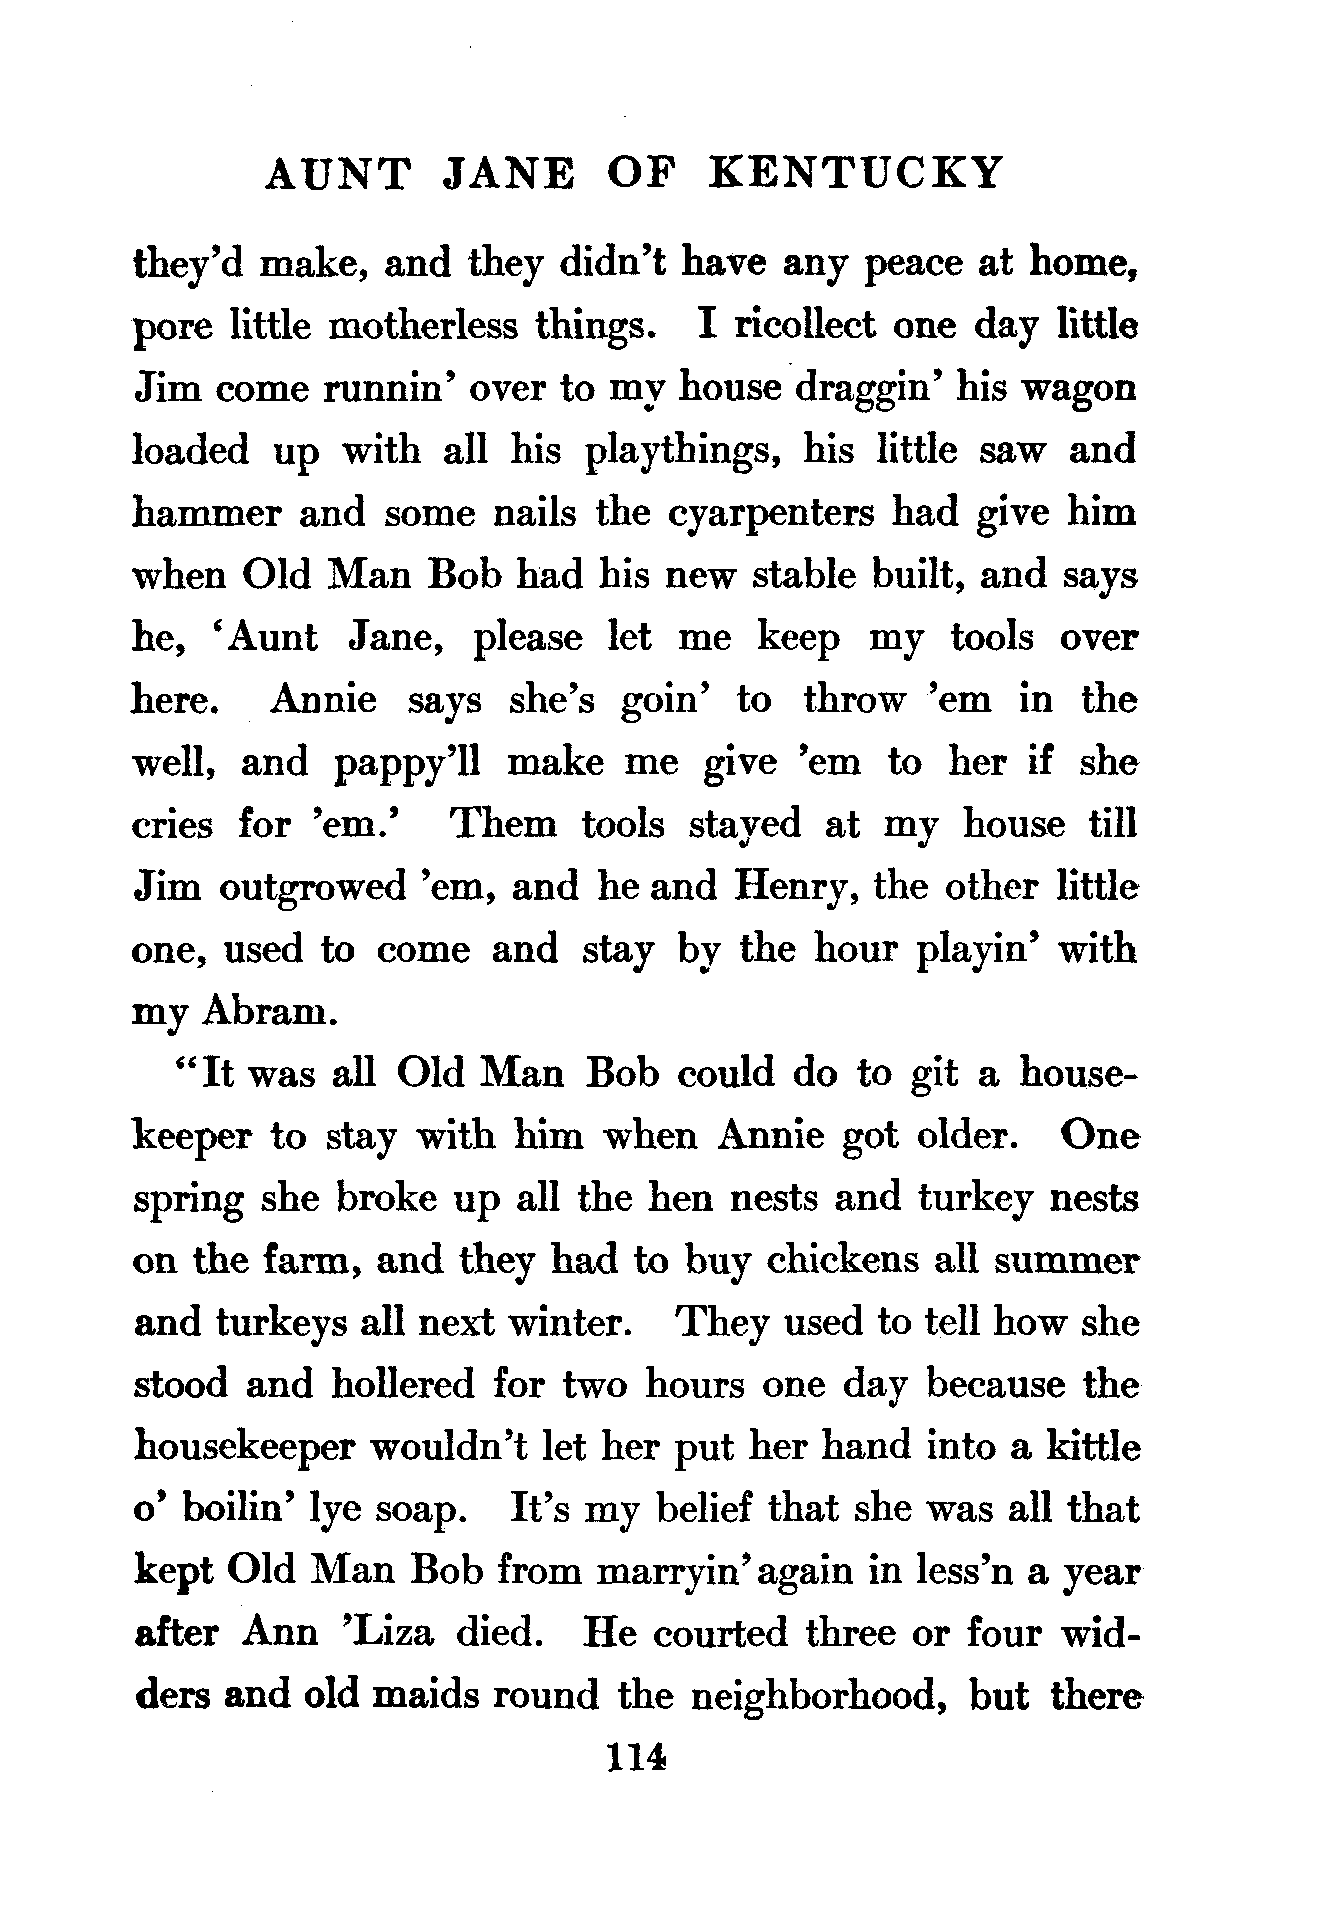 AUNT JANE OF KENTUCKY
they’d make, and they didn’t have any peace at home,
pore little motherless things. I ricollect one day little
Jim come runnin’ over to my house draggin’ his wagon
loaded up with all his playthings, his little saw and
hammer and some nails the cyarpenters had give him
when Old Man Bob had his new stable built, and says
he, ‘Aunt Jane, please let me keep my tools over
here. Annie says she’s goin’ to throw ’em in the
well, and pappy’ll make me give ’em to her if she
cries for ’em.’ Them tools stayed at my house till
Jim outgrowed ’em, and he and Henry, the other little
one, used to come and stay by the hour playin’ with
my Abram.
“It was all Old Man Bob could do to git a house-
keeper to stay with him when Annie got older. One
spring she broke up all the hen nests and turkey nests
on the farm, and they had to buy chickens all summer
and turkeys all next winter. They used to tell how she
stood and hollered for two hours one day because the
housekeeper wouldn’t let her put her hand into a kittle
o’ boilin’ lye soap. It’s my belief that she was all that
kept Old Man Bob from marryin’ again in less’n a year
after Ann ’Liza died. He courted three or four wid-
ders and old maids round the neighborhood, but there
114